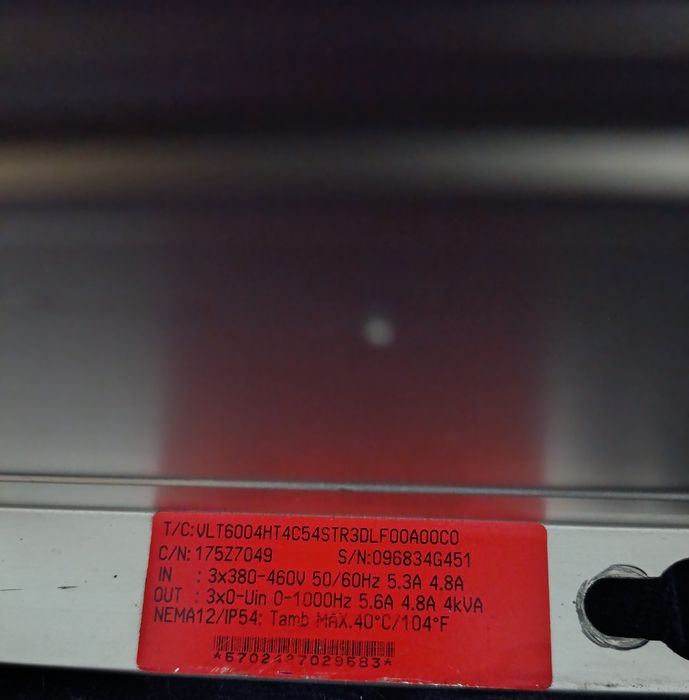 T/C:VLT6004HT4C54STR3DLF00A00C0
C/N:175Z7049 S/N:096834G451
IN : 3x380-460V 50/60Hz 5.3A 4.8A
OUT : 3x0-Uin 0-1000Hz 5.6A 4.8A 4kVA
NEMA12/IP54: Tamb MAX.40°C/104°F
*5702427029583*